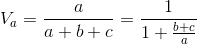 V_a = \frac{a}{a+b+c} = \frac{1}{1+\frac{b+c}{a}}